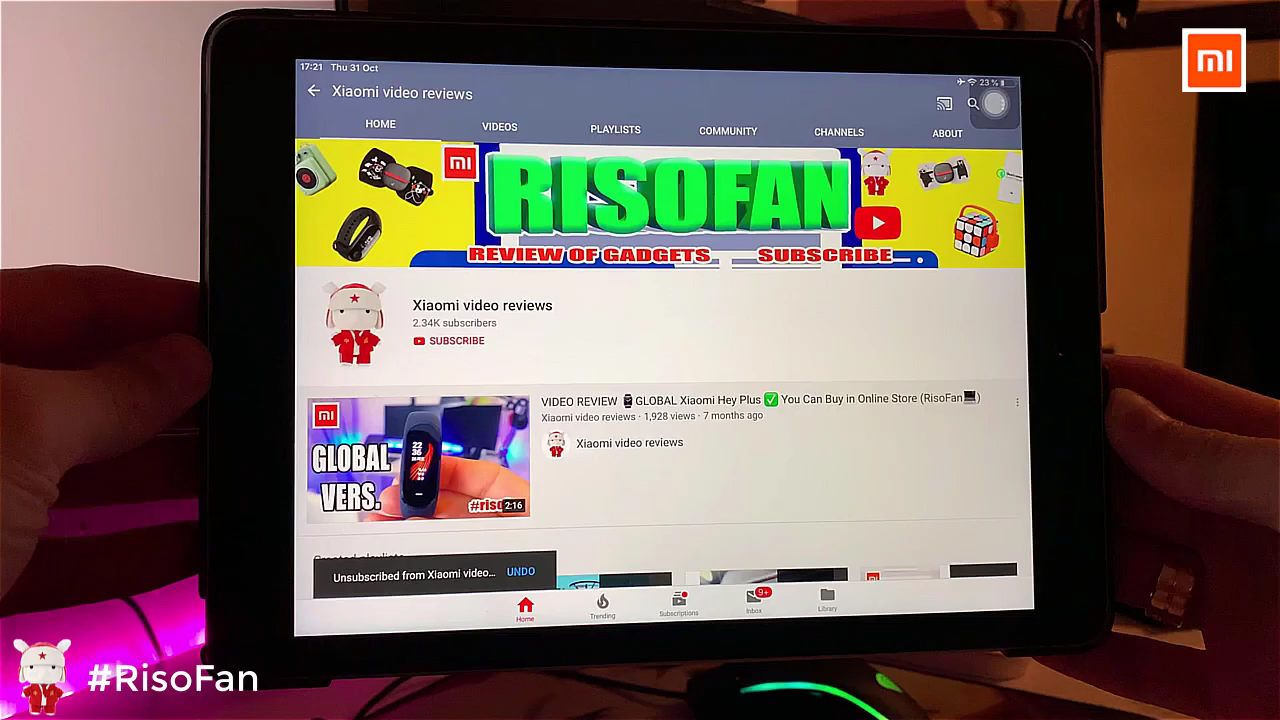 17:21 Thu 31 Oct
23 %
Xiaomi video reviews
HOME VIDEOS PLAYLISTS COMMUNITY CHANNELS ABOUT
RISOFAN
REVIEW OF GADGETS SUBSCRIBE
Xiaomi video reviews
2.34K subscribers
SUBSCRIBE
VIDEO REVIEW ⌚GLOBAL Xiaomi Hey Plus ✅ You Can Buy in Online Store (RisoFan💻)
Xiaomi video reviews · 1,928 views · 7 months ago
Xiaomi video reviews
GLOBAL
VERS.
22
36
2:16
Unsubscribed from Xiaomi video... UNDO
9+
Home Trending Subscriptions Inbox Library
#RisoFan